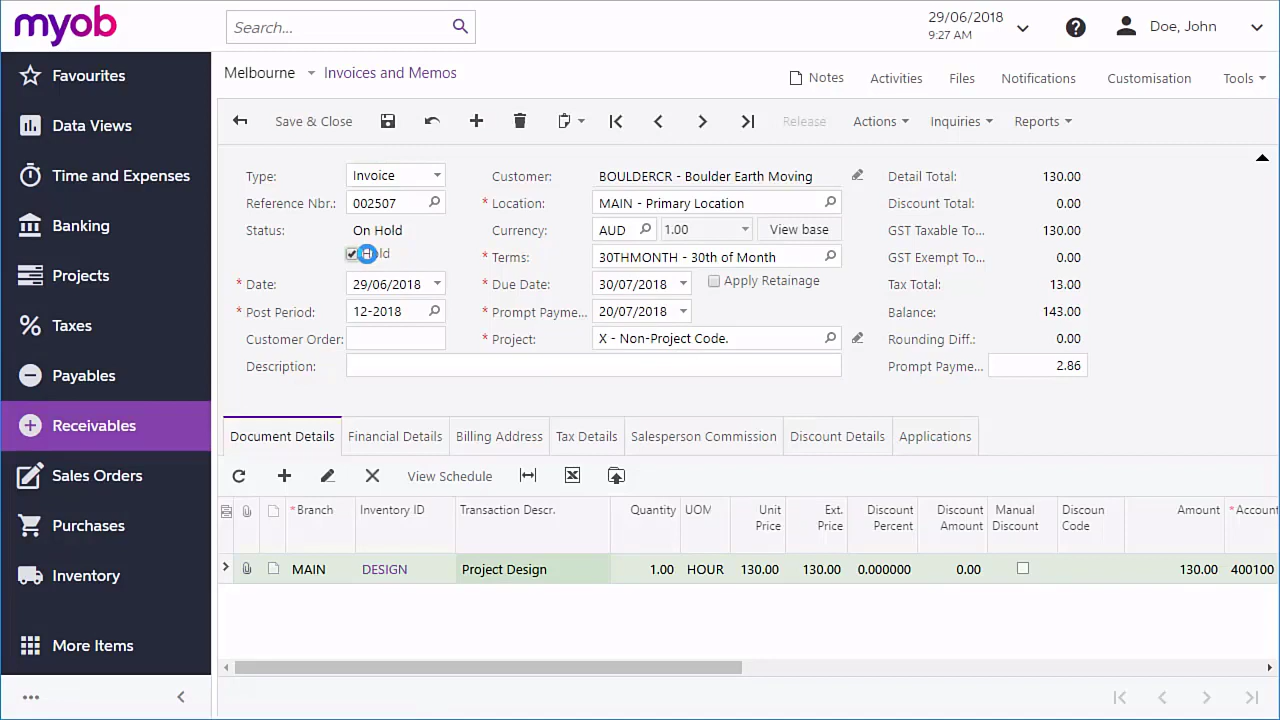 myob
Search...
29/06/2018
9:27 AM
Doe, John
Favourites
Data Views
Time and Expenses
Banking
Projects
Taxes
Payables
Receivables
Sales Orders
Purchases
Inventory
More Items
Melbourne
Invoices and Memos
Notes
Activities
Files
Notifications
Customisation
Tools
Save & Close
Release
Actions
Inquiries
Reports
Type:
Invoice
Customer:
BOULDERCR - Boulder Earth Moving
Detail Total:
130.00
Reference Nbr.:
002507
* Location:
MAIN - Primary Location
Discount Total:
0.00
Status:
On Hold
Currency:
AUD
1.00
View base
GST Taxable To...
130.00
* Terms:
30THMONTH - 30th of Month
GST Exempt To...
0.00
* Date:
29/06/2018
* Due Date:
30/07/2018
Apply Retainage
Tax Total:
13.00
* Post Period:
12-2018
* Prompt Payme...
20/07/2018
Balance:
143.00
Customer Order:
* Project:
X - Non-Project Code.
Rounding Diff.:
0.00
Description:
Prompt Payme...
2.86
Document Details
Financial Details
Billing Address
Tax Details
Salesperson Commission
Discount Details
Applications
View Schedule
* Branch
Inventory ID
Transaction Descr.
Quantity
UOM
Unit
Price
Ext.
Price
Discount
Percent
Discount
Amount
Manual
Discount
Discoun
Code
Amount
* Account
MAIN
DESIGN
Project Design
1.00
HOUR
130.00
130.00
0.000000
0.00
130.00
400100